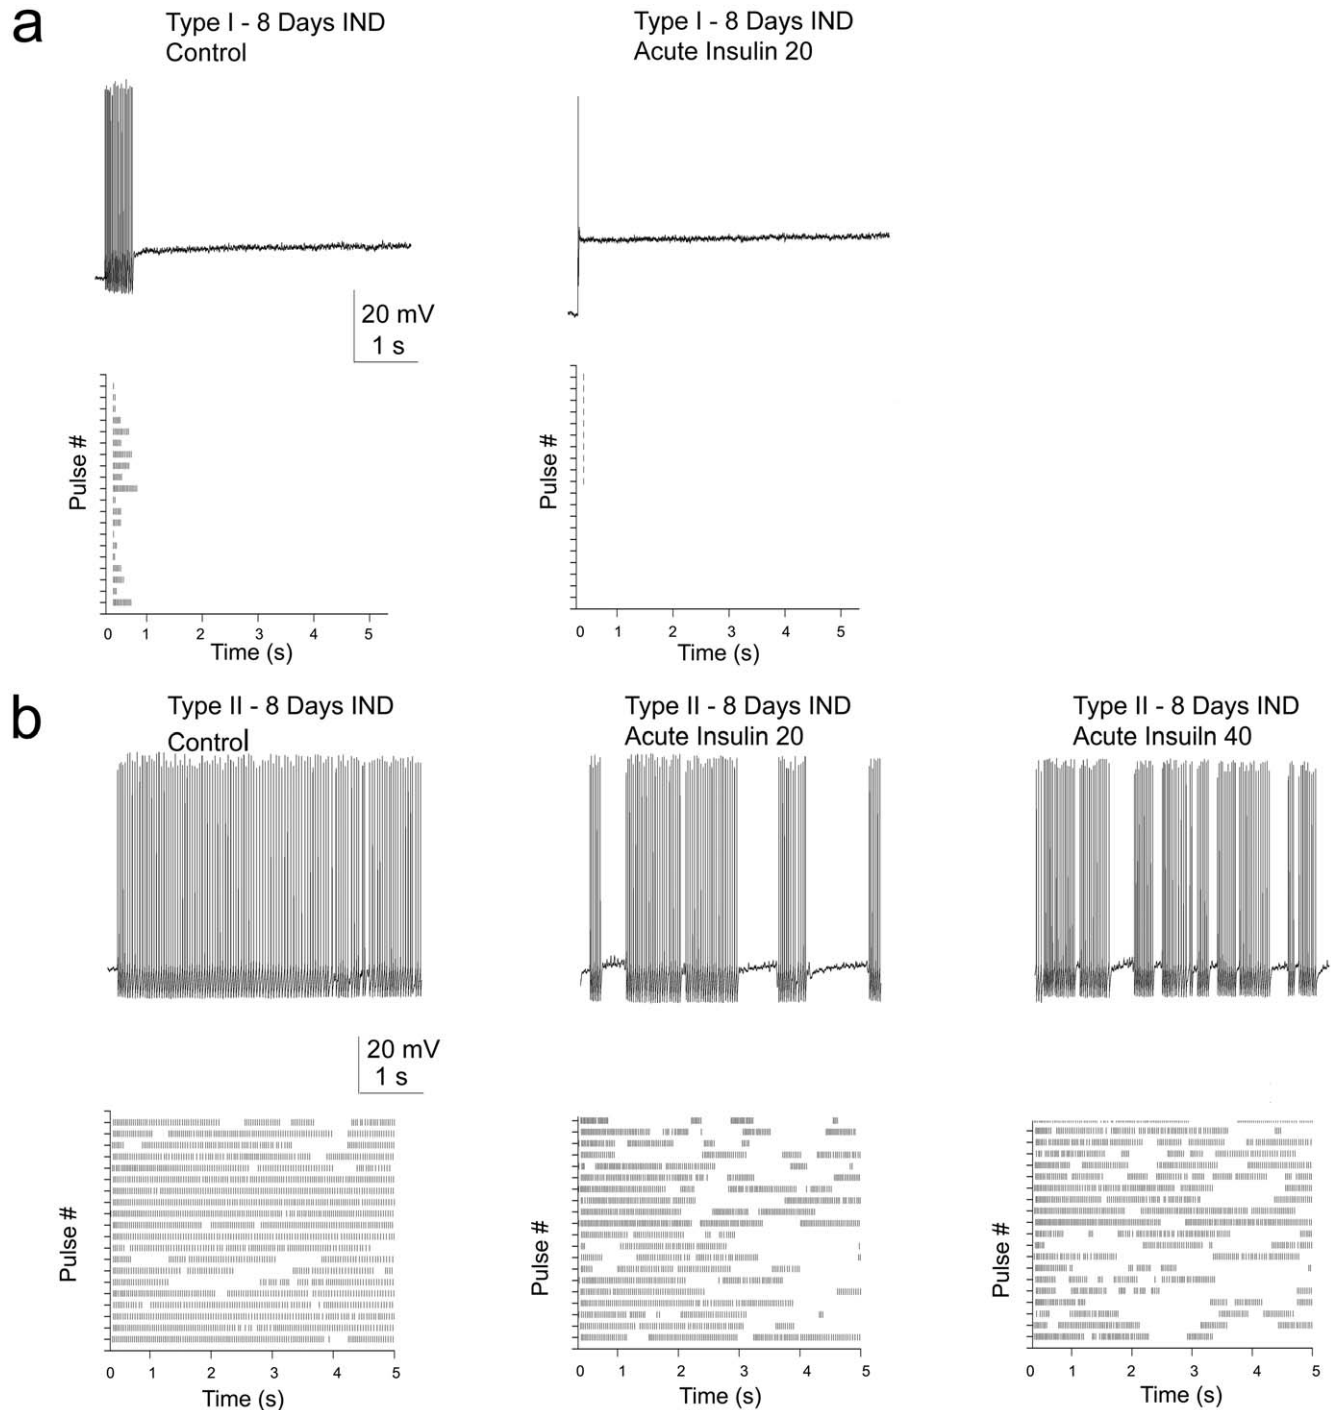 a
Type I - 8 Days IND
Control
Type I - 8 Days IND
Acute Insulin 20
20 mV
1 s
Pulse #
0 1 2 3 4 5
Time (s)
Pulse #
0 1 2 3 4 5
Time (s)
b
Type II - 8 Days IND
Control
Type II - 8 Days IND
Acute Insulin 20
Type II - 8 Days IND
Acute Insuiln 40
20 mV
1 s
Pulse #
0 1 2 3 4 5
Time (s)
Pulse #
0 1 2 3 4 5
Time (s)
Pulse #
0 1 2 3 4 5
Time (s)